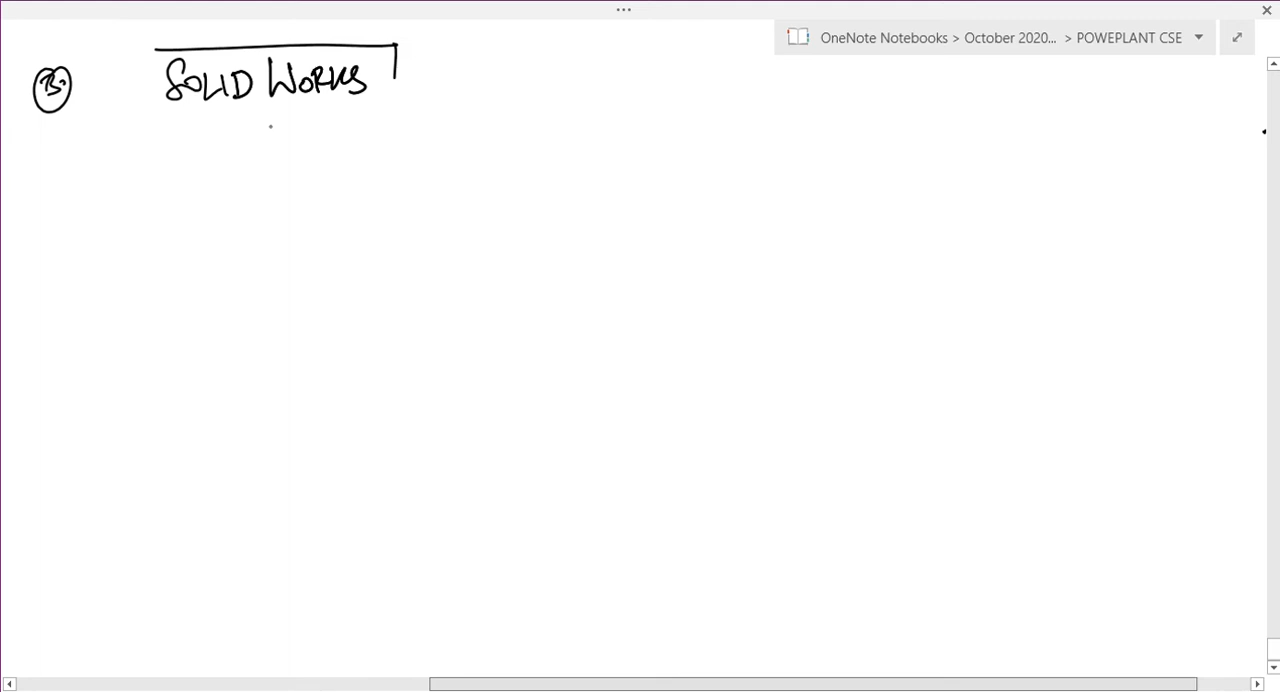 OneNote Notebooks > October 2020... > POWEPLANT CSE
SOLID WORKS